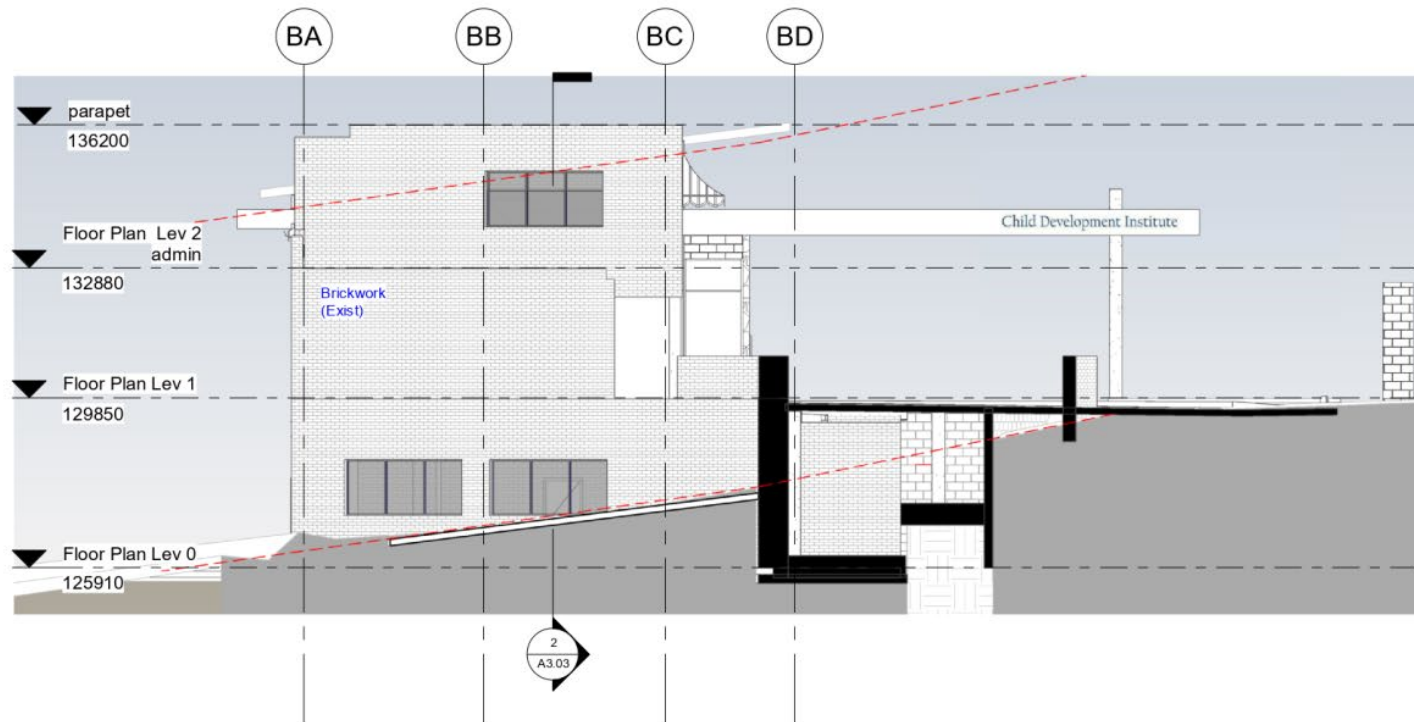 BA
BB
BC
BD
parapet
136200
Child Development Institute
Floor Plan Lev 2
admin
132880
Brickwork
(Exist)
Floor Plan Lev 1
129850
Floor Plan Lev 0
125910
2
A3.03